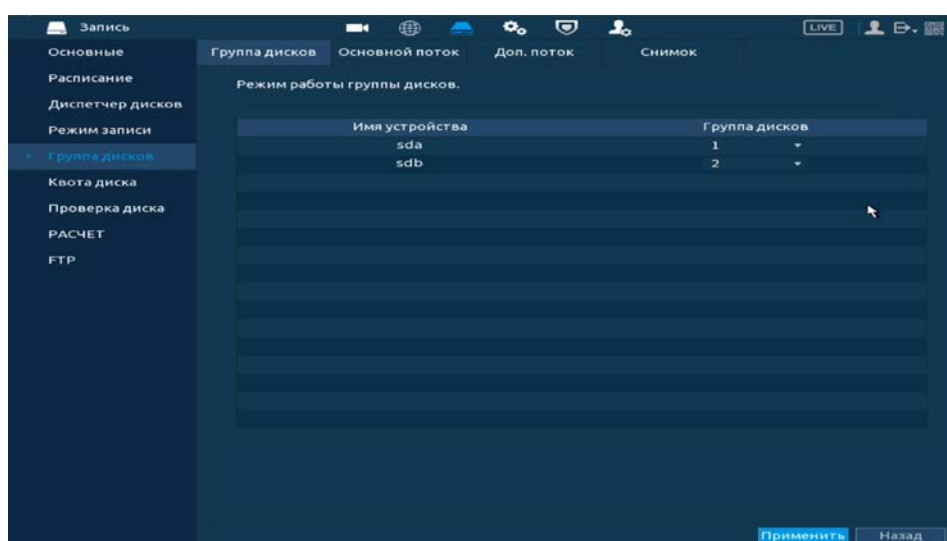 Запись
LIVE
Основные
Расписание
Диспетчер дисков
Режим записи
Группа дисков
Квота диска
Проверка диска
РАСЧЕТ
FTP
Группа дисков Основной поток Доп. поток Снимок
Режим работы группы дисков.
Имя устройства Группа дисков
sda 1
sdb 2
Применить Назад